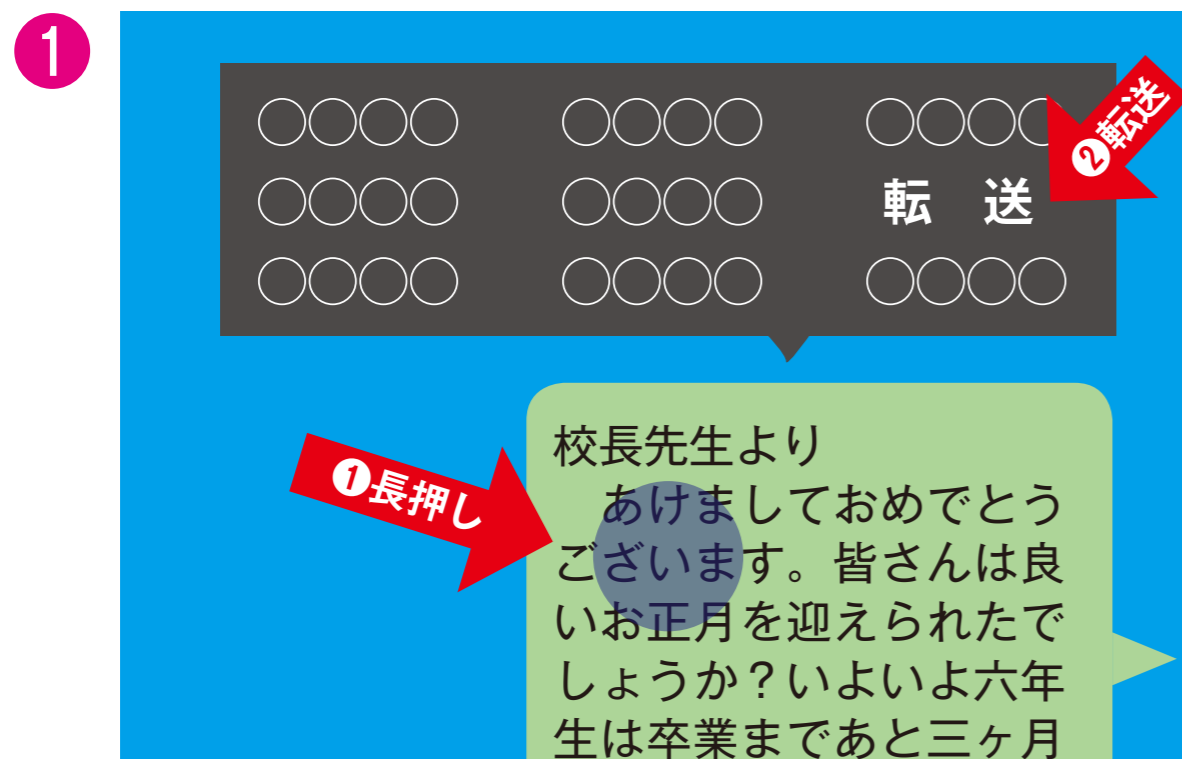 1
○○○○ ○○○○ ○○○○
❷転送
○○○○ ○○○○ 転 送
○○○○ ○○○○ ○○○○
❶長押し
校長先生より
　あけましておめでとう
ございます。皆さんは良
いお正月を迎えられたで
しょうか？いよいよ六年
生は卒業まであと三ヶ月